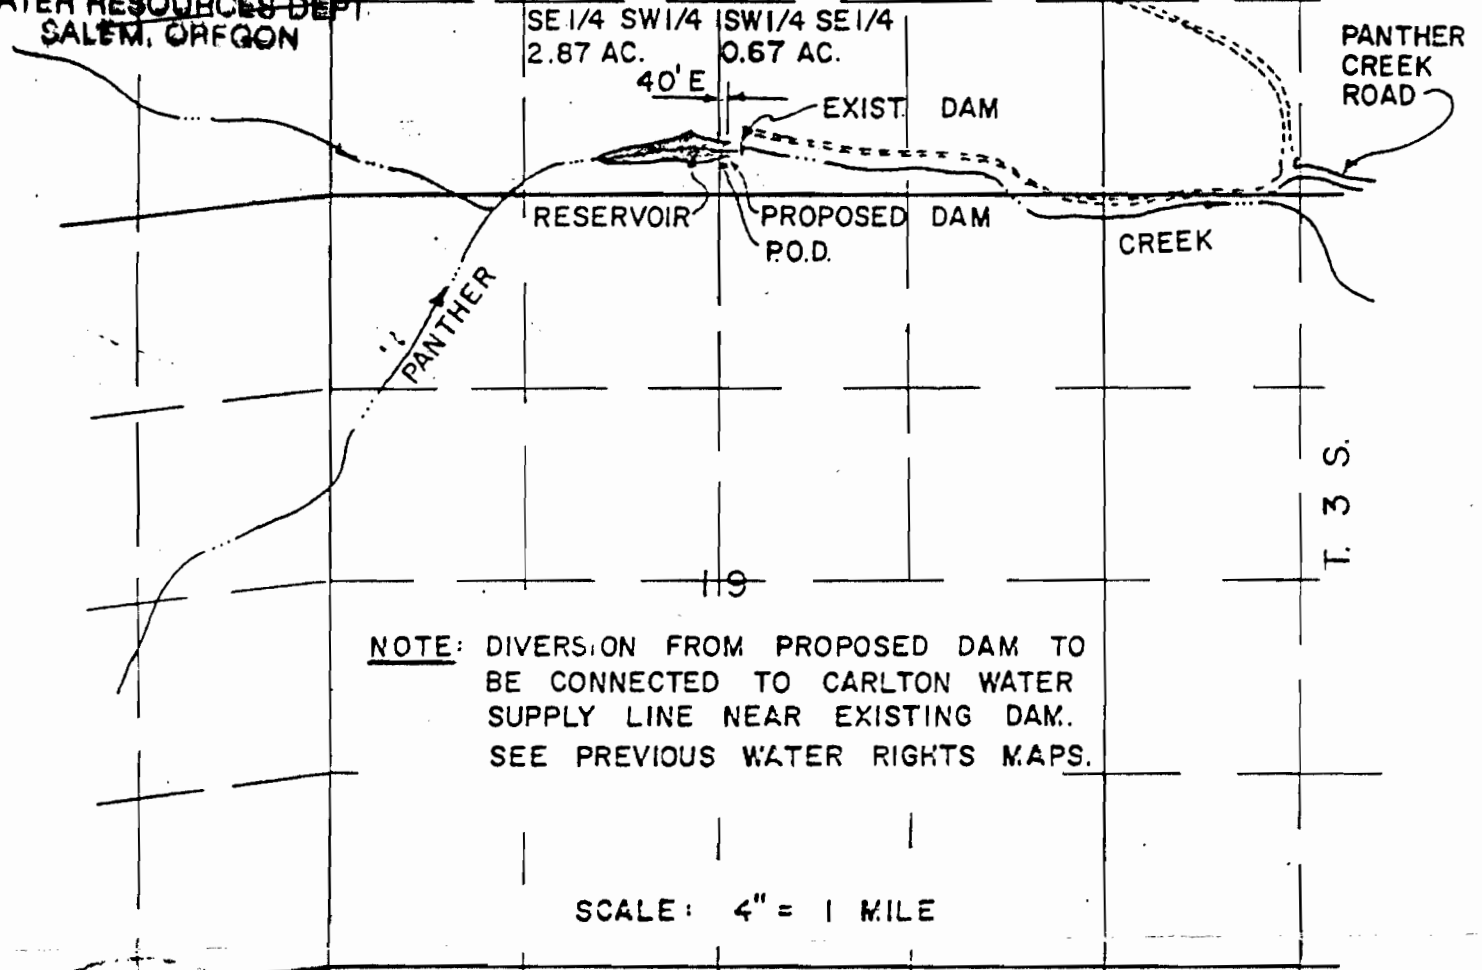 WATER RESOURCES DEPT
SALEM, OREGON
SE 1/4 SW 1/4
2.87 AC.
SW 1/4 SE 1/4
0.67 AC.
40' E
EXIST. DAM
PANTHER
CREEK
ROAD
RESERVOIR
PROPOSED DAM
P.O.D.
CREEK
PANTHER
T. 3 S.
19
NOTE: DIVERSION FROM PROPOSED DAM TO
BE CONNECTED TO CARLTON WATER
SUPPLY LINE NEAR EXISTING DAM.
SEE PREVIOUS WATER RIGHTS MAPS.
SCALE: 4" = 1 MILE